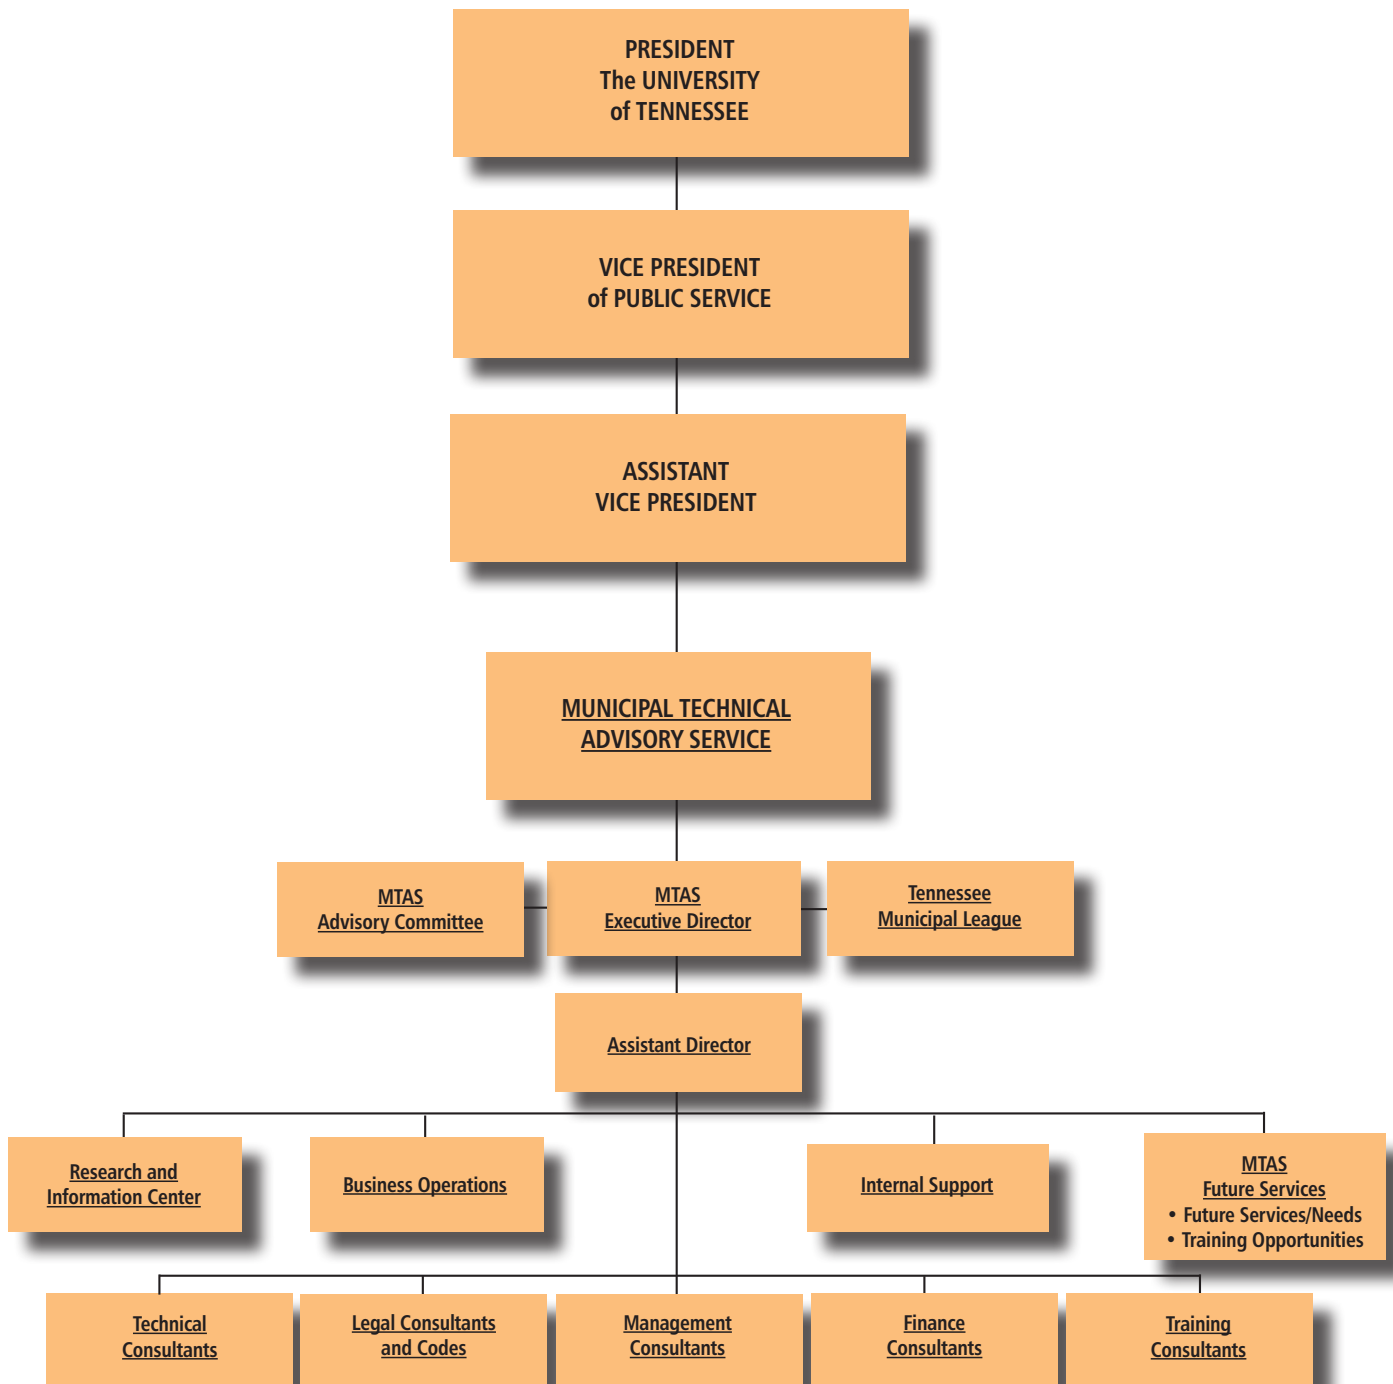 PRESIDENT
The UNIVERSITY
of TENNESSEE
VICE PRESIDENT
of PUBLIC SERVICE
ASSISTANT
VICE PRESIDENT
MUNICIPAL TECHNICAL
ADVISORY SERVICE
MTAS
Advisory Committee
MTAS
Executive Director
Tennessee
Municipal League
Assistant Director
Research and
Information Center
Business Operations
Internal Support
MTAS
Future Services
• Future Services/Needs
• Training Opportunities
Technical
Consultants
Legal Consultants
and Codes
Management
Consultants
Finance
Consultants
Training
Consultants